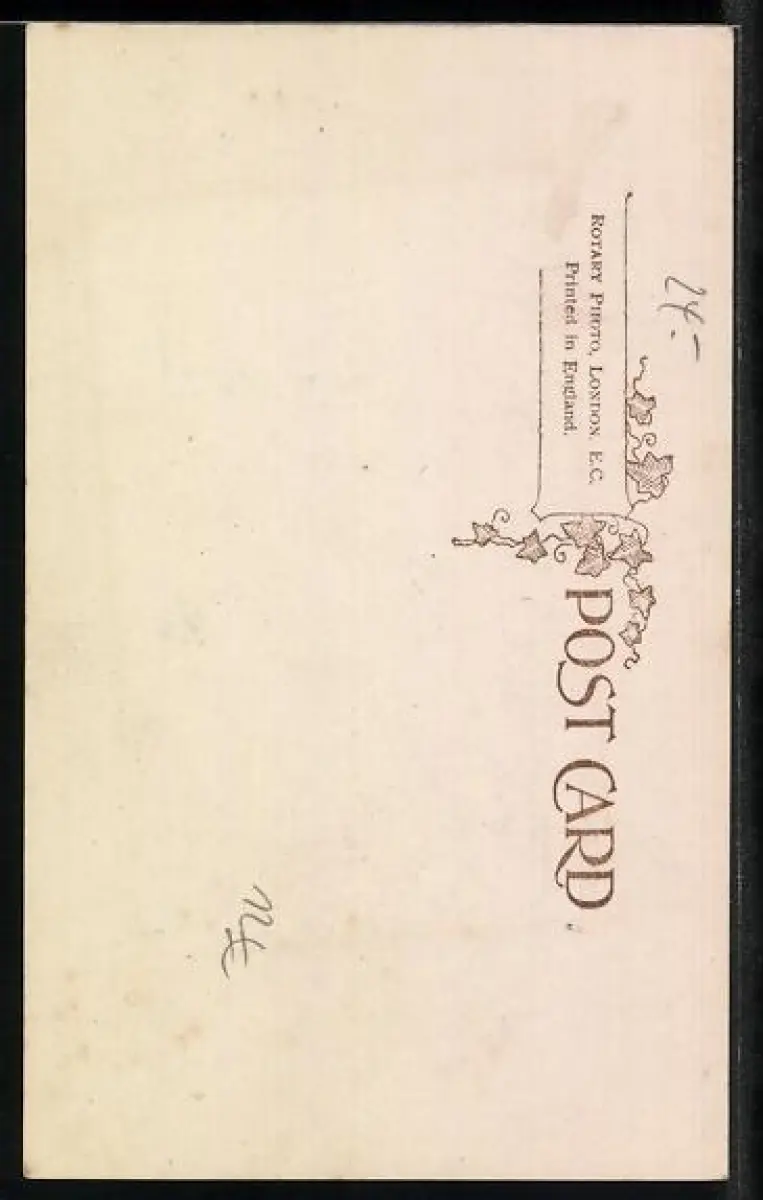 24.-
ROTARY PHOTO, LONDON. E.C.
Printed in England.
POST CARD